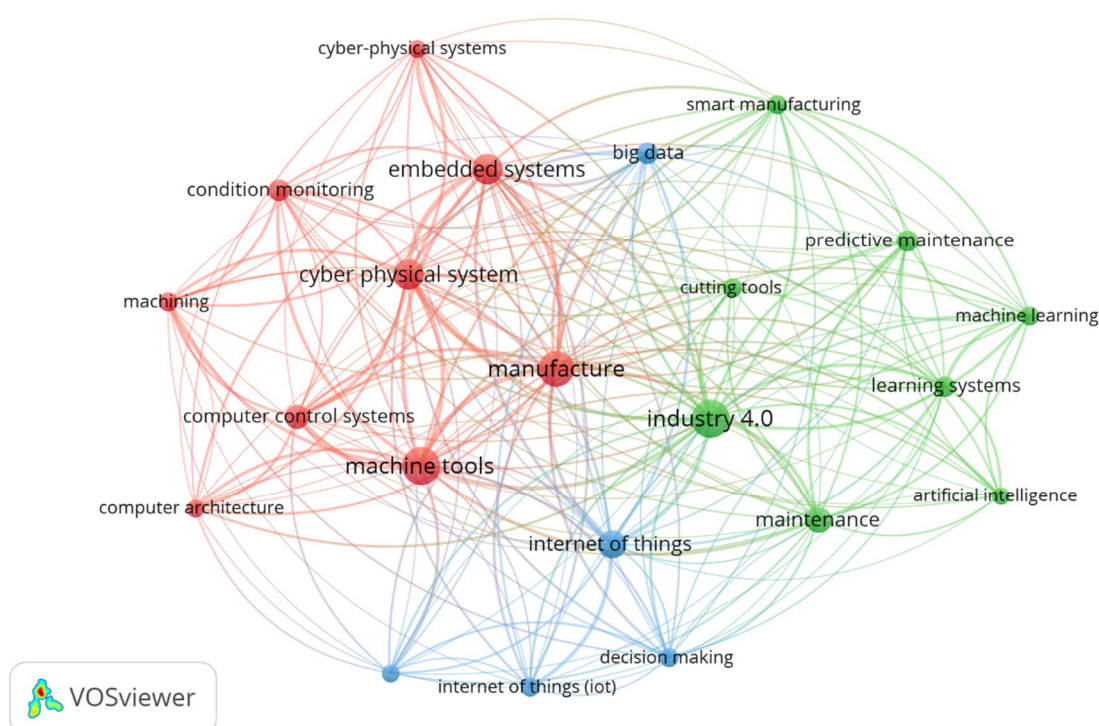 cyber-physical systems
smart manufacturing
big data
embedded systems
condition monitoring
predictive maintenance
cyber physical system
cutting tools
machining
machine learning
manufacture
learning systems
computer control systems
industry 4.0
machine tools
artificial intelligence
computer architecture
maintenance
internet of things
decision making
internet of things (iot)
VOSviewer